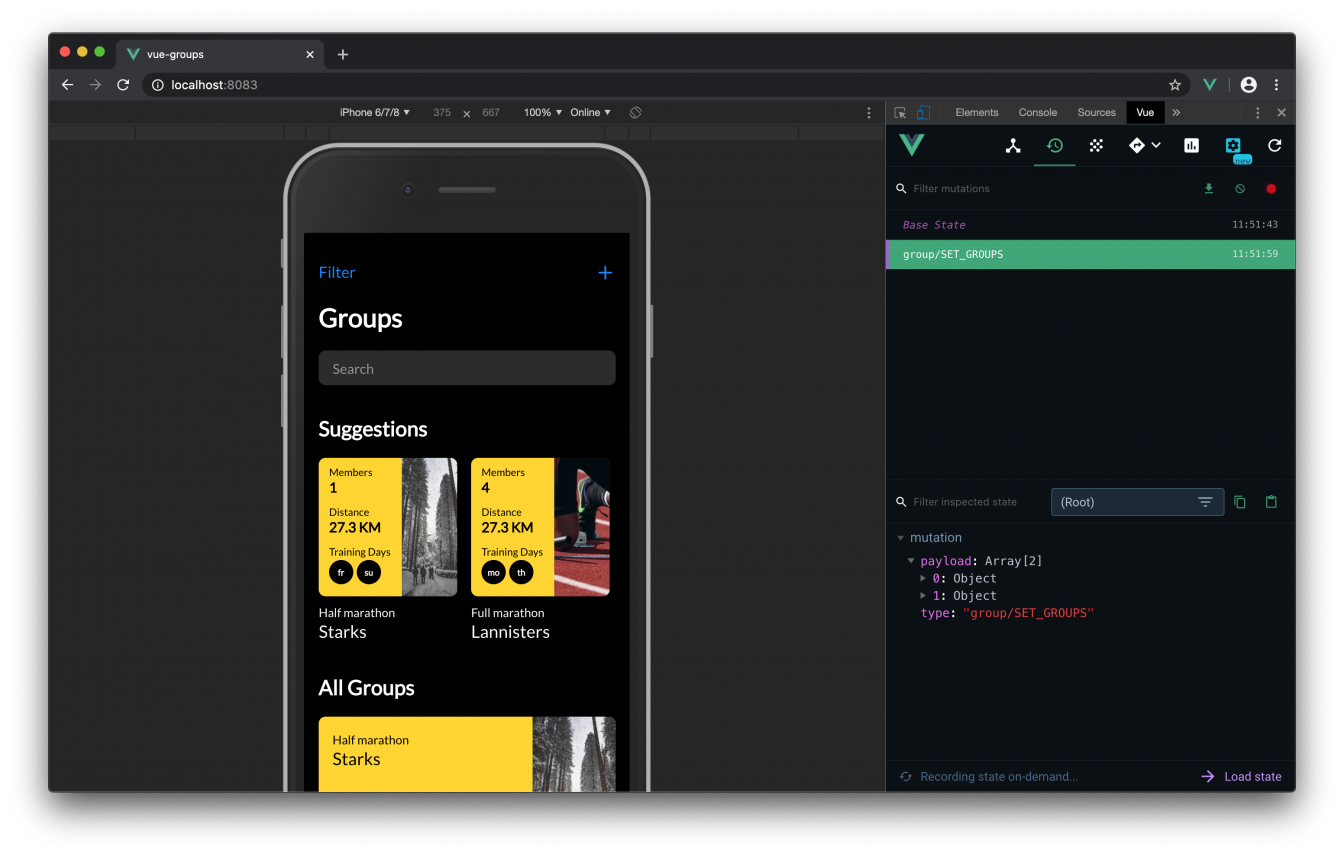 vue-groups
localhost:8083
iPhone 6/7/8 ▼ 375 x 667 100% ▼ Online ▼
Elements Console Sources Vue »
new
Filter mutations
Base State 11:51:43
group/SET_GROUPS 11:51:59
Filter +
Groups
Search
Suggestions
Members
1
Distance
27.3 KM
Training Days
fr su
Half marathon
Starks
Members
4
Distance
27.3 KM
Training Days
mo th
Full marathon
Lannisters
All Groups
Half marathon
Starks
Filter inspected state (Root)
mutation
payload: Array[2]
0: Object
1: Object
type: "group/SET_GROUPS"
Recording state on-demand... Load state